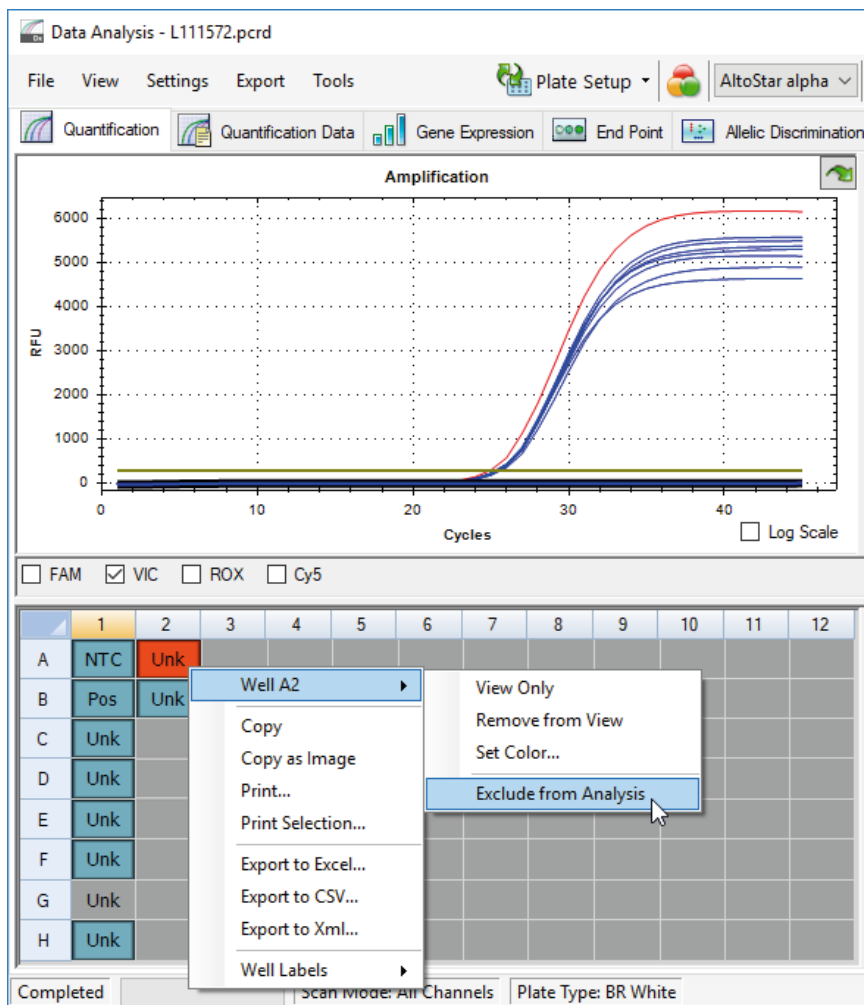 Data Analysis - L111572.pcrd
File View Settings Export Tools Plate Setup AltoStar alpha
Quantification Quantification Data Gene Expression End Point Allelic Discrimination
Amplification
6000
5000
4000
3000
2000
1000
0
RFU
0 10 20 30 40
Cycles
Log Scale
FAM VIC ROX Cy5
1 2 3 4 5 6 7 8 9 10 11 12
A NTC Unk
B Pos Unk
C Unk
D Unk
E Unk
F Unk
G Unk
H Unk
Well A2
Copy
Copy as Image
Print...
Print Selection...
Export to Excel...
Export to CSV...
Export to Xml...
Well Labels
View Only
Remove from View
Set Color...
Exclude from Analysis
Completed Scan Mode: All Channels Plate Type: BR White